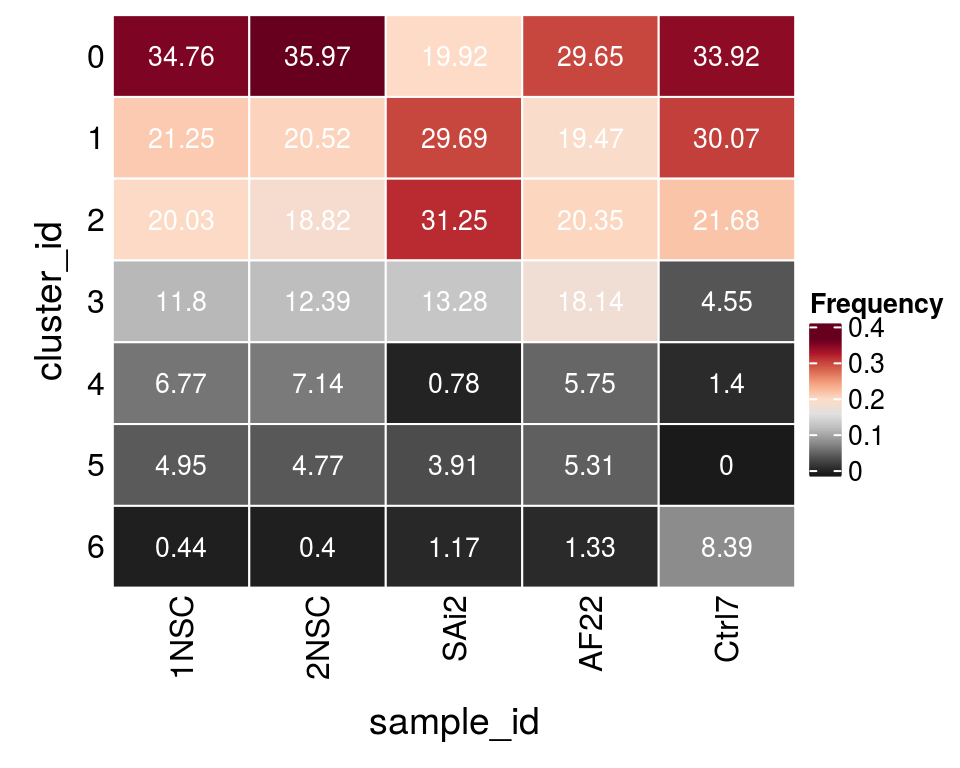 0 34.76 35.97 19.92 29.65 33.92
1 21.25 20.52 29.69 19.47 30.07
2 20.03 18.82 31.25 20.35 21.68
3 11.8 12.39 13.28 18.14 4.55
4 6.77 7.14 0.78 5.75 1.4
5 4.95 4.77 3.91 5.31 0
6 0.44 0.4 1.17 1.33 8.39
cluster_id
1NSC 2NSC SAi2 AF22 Ctrl7
sample_id
Frequency
0.4
0.3
0.2
0.1
0